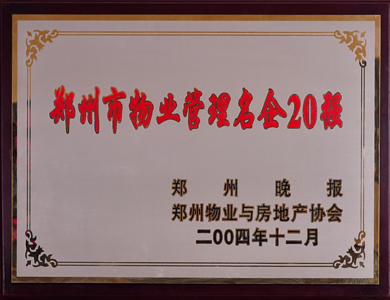 郑州市物业管理名企20强
郑州晚报
郑州物业与房地产协会
二00四年十二月